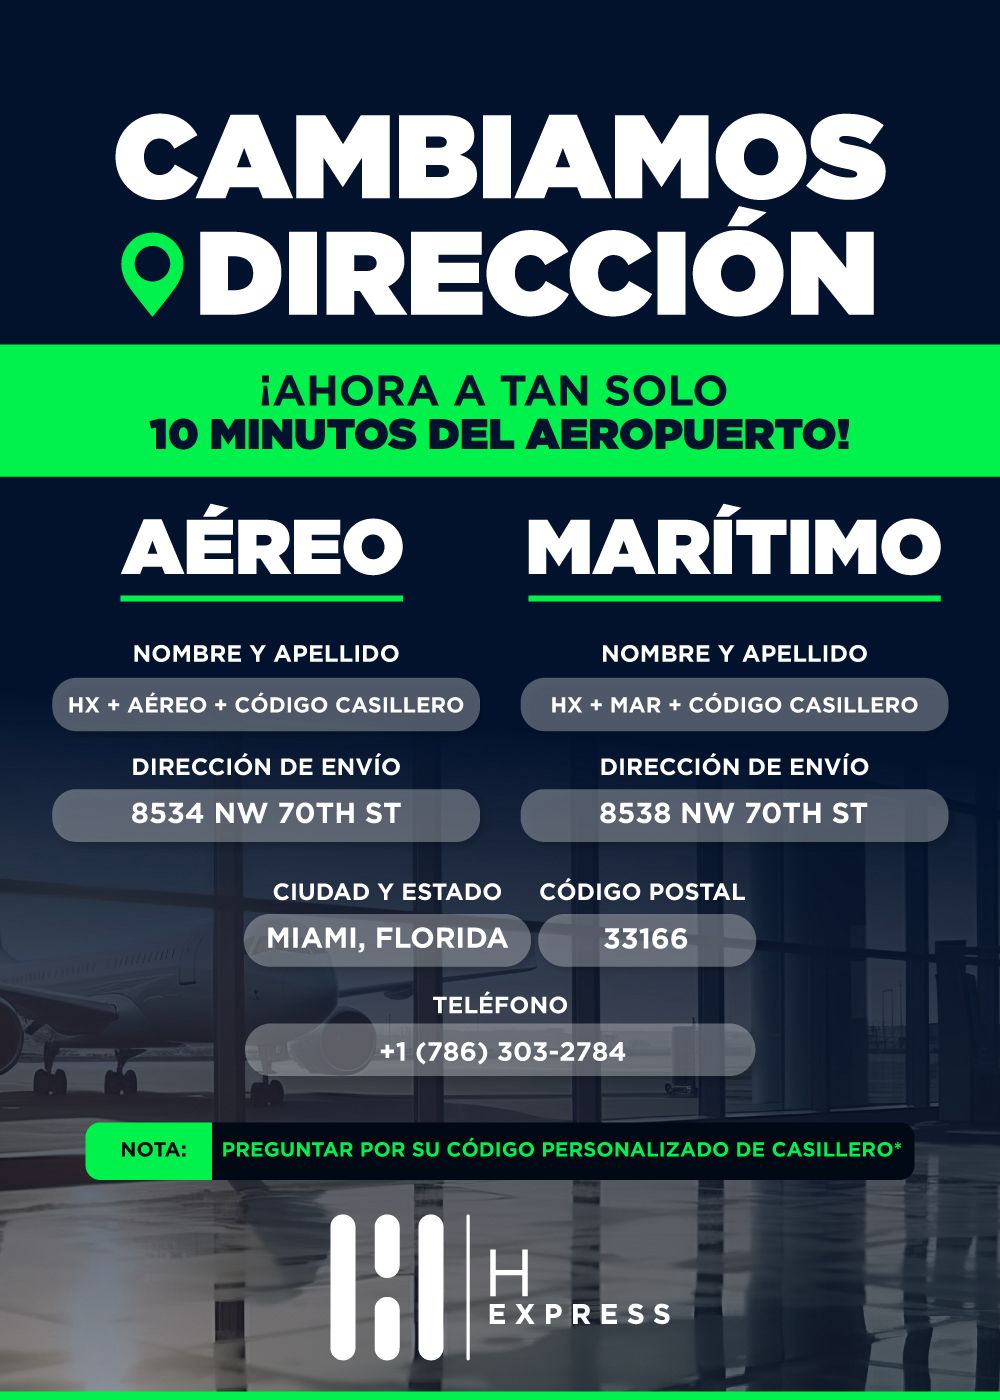 CAMBIAMOS
DIRECCIÓN
¡AHORA A TAN SOLO
10 MINUTOS DEL AEROPUERTO!
AÉREO
NOMBRE Y APELLIDO
HX + AÉREO + CÓDIGO CASILLERO
DIRECCIÓN DE ENVÍO
8534 NW 70TH ST
MARÍTIMO
NOMBRE Y APELLIDO
HX + MAR + CÓDIGO CASILLERO
DIRECCIÓN DE ENVÍO
8538 NW 70TH ST
CIUDAD Y ESTADO
MIAMI, FLORIDA
CÓDIGO POSTAL
33166
TELÉFONO
+1 (786) 303-2784
NOTA: PREGUNTAR POR SU CÓDIGO PERSONALIZADO DE CASILLERO*
H
EXPRESS